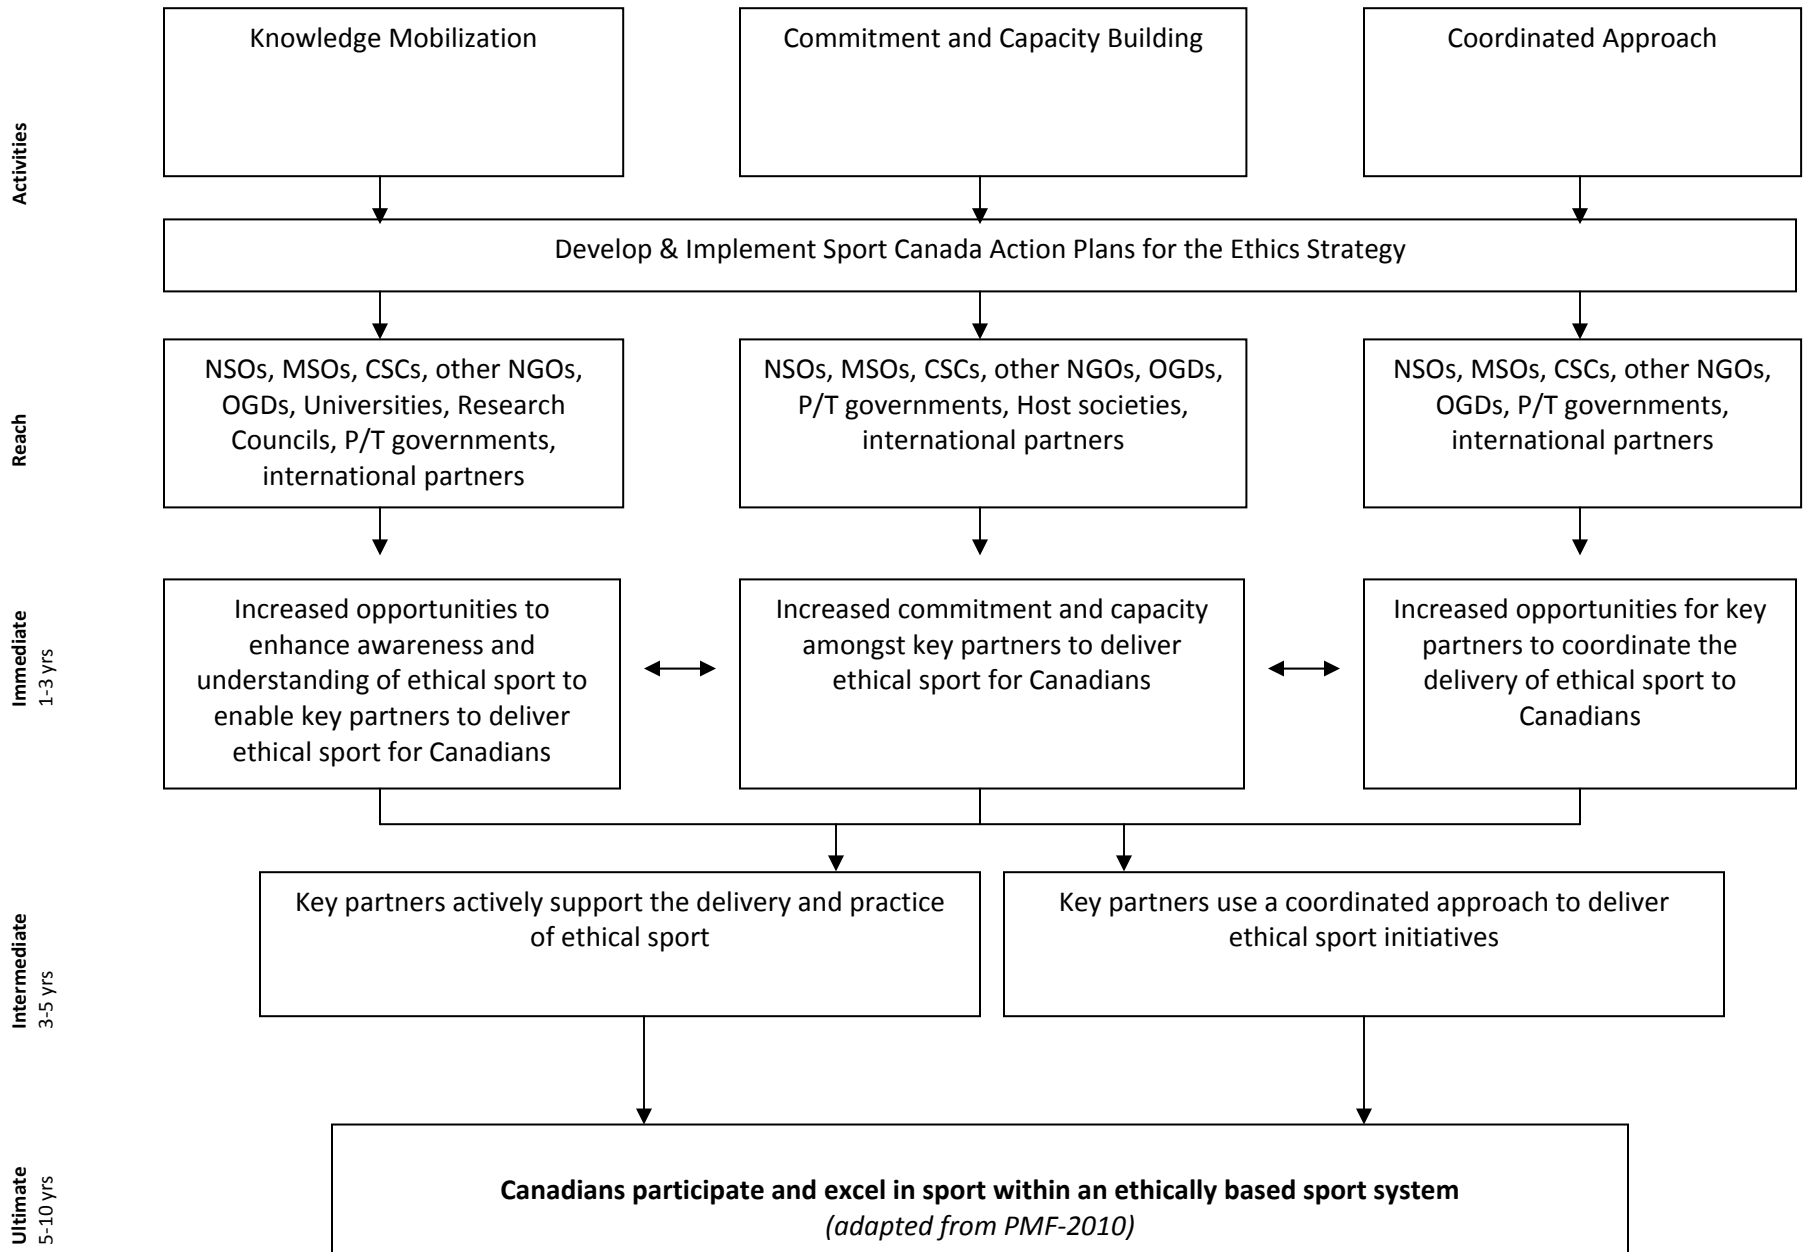 Activities
Knowledge Mobilization
Commitment and Capacity Building
Coordinated Approach
Develop & Implement Sport Canada Action Plans for the Ethics Strategy
Reach
NSOs, MSOs, CSCs, other NGOs,
OGDs, Universities, Research
Councils, P/T governments,
international partners
NSOs, MSOs, CSCs, other NGOs, OGDs,
P/T governments, Host societies,
international partners
NSOs, MSOs, CSCs, other NGOs,
OGDs, P/T governments,
international partners
Immediate
1-3 yrs
Increased opportunities to
enhance awareness and
understanding of ethical sport to
enable key partners to deliver
ethical sport for Canadians
Increased commitment and capacity
amongst key partners to deliver
ethical sport for Canadians
Increased opportunities for key
partners to coordinate the
delivery of ethical sport to
Canadians
Intermediate
3-5 yrs
Key partners actively support the delivery and practice
of ethical sport
Key partners use a coordinated approach to deliver
ethical sport initiatives
Ultimate
5-10 yrs
Canadians participate and excel in sport within an ethically based sport system
(adapted from PMF-2010)